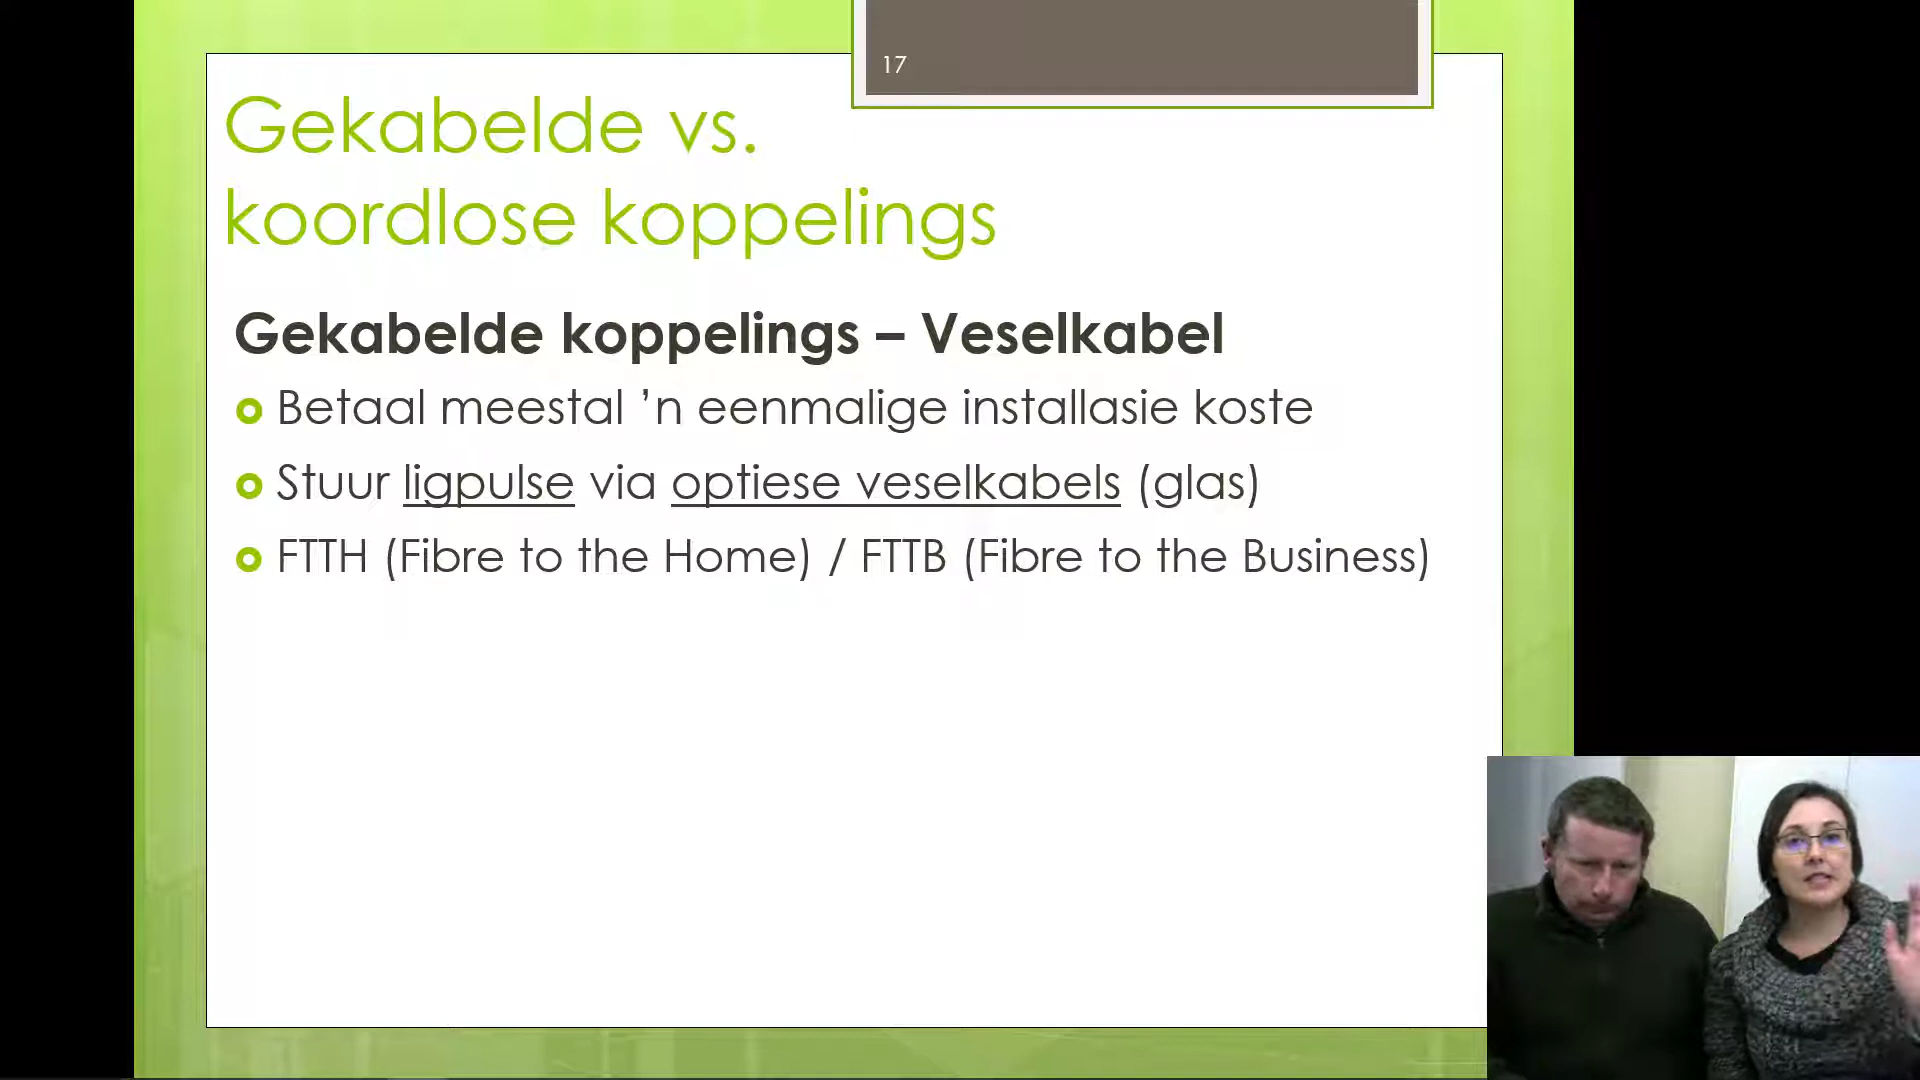 17
Gekabelde vs.
koordlose koppelings
Gekabelde koppelings – Veselkabel
Betaal meestal ’n eenmalige installasie koste
Stuur ligpulse via optiese veselkabels (glas)
FTTH (Fibre to the Home) / FTTB (Fibre to the Business)